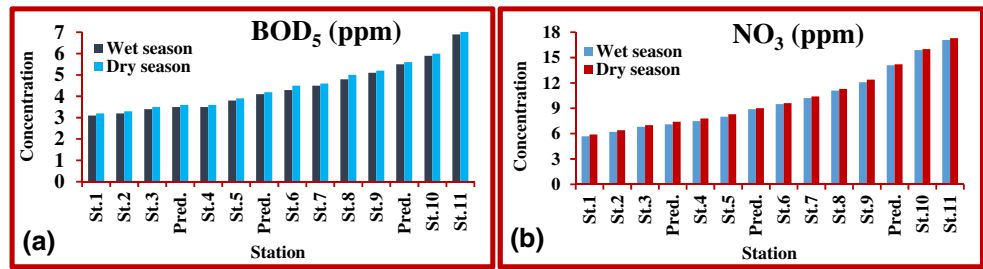 BOD5 (ppm)
Wet season
Dry season
Concentration
7
6
5
4
3
2
1
0
St.1
St.2
St.3
Pred.
St.4
St.5
Pred.
St.6
St.7
St.8
St.9
Pred.
St.10
St.11
Station
(a)
NO3 (ppm)
Wet season
Dry season
Concentration
18
15
12
9
6
3
0
St.1
St.2
St.3
Pred.
St.4
St.5
Pred.
St.6
St.7
St.8
St.9
Pred.
St.10
St.11
Station
(b)